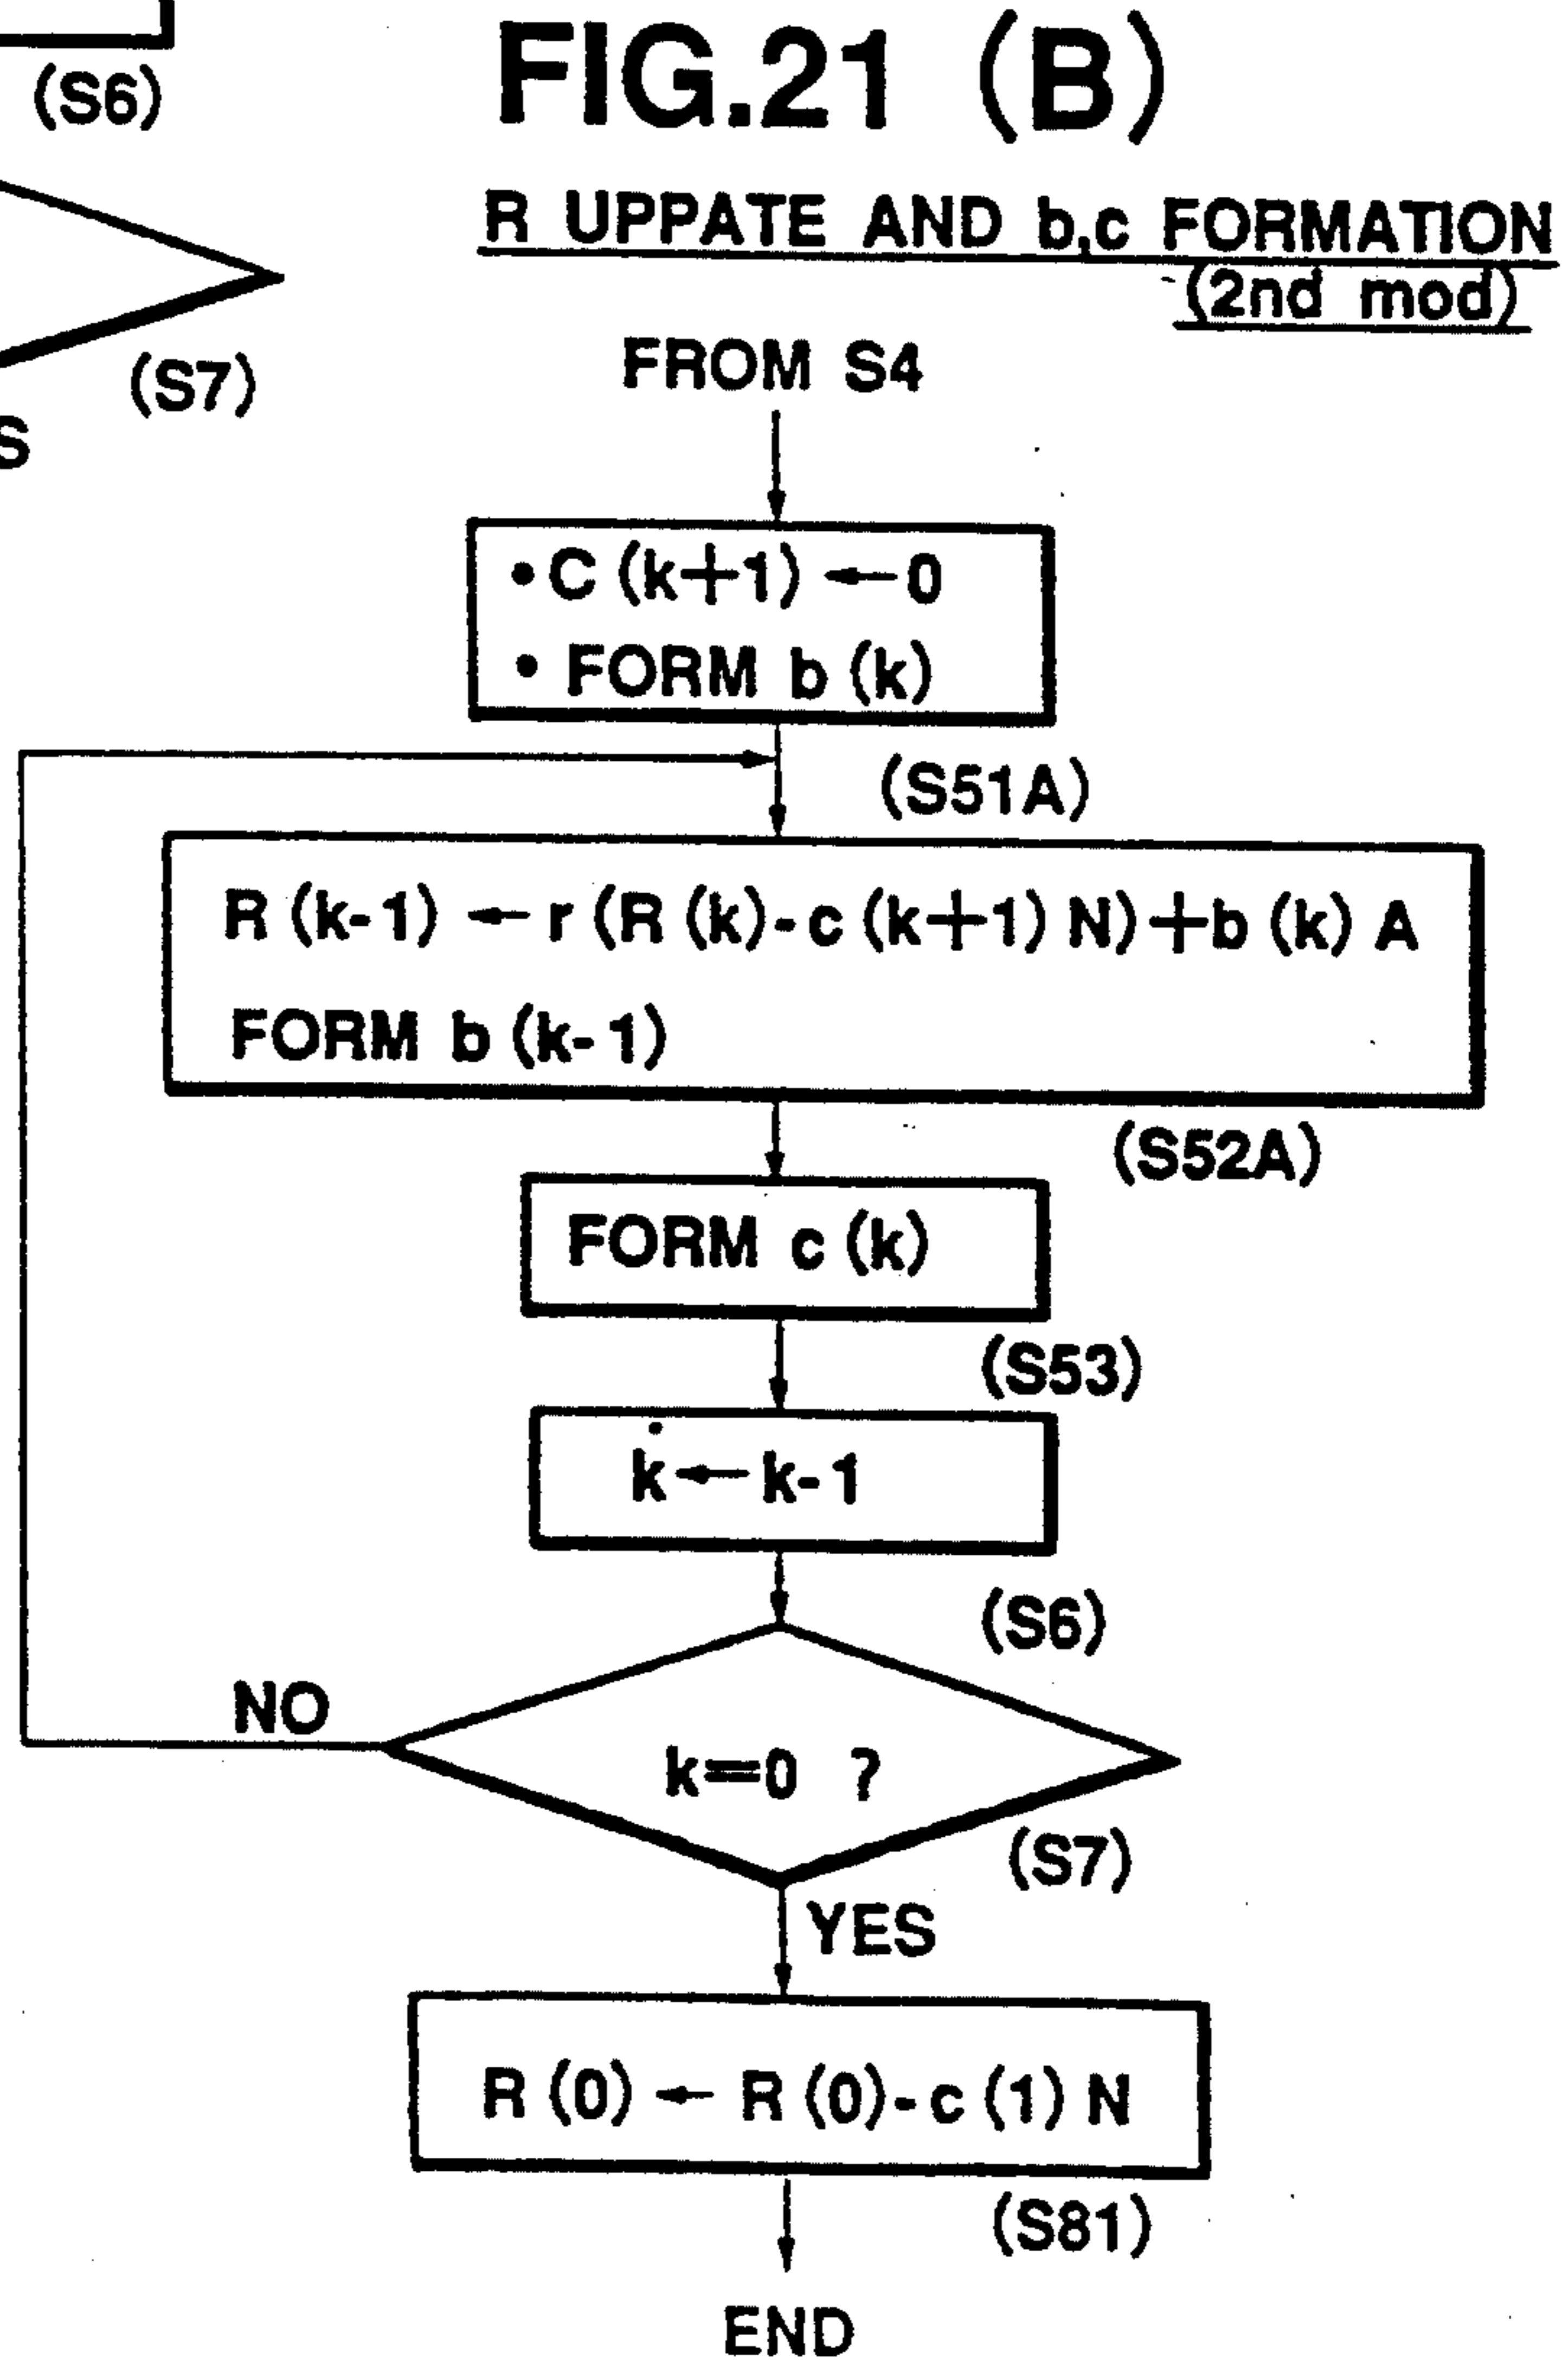 (S6)
(S7)
S
FIG.21 (B)
R UPPATE AND b,c FORMATION
(2nd mod)
FROM S4
•C(k+1)←0
• FORM b(k)
(S51A)
R(k-1)←r(R(k)-c(k+1)N)+b(k)A
FORM b(k-1)
(S52A)
FORM c(k)
(S53)
k←k-1
(S6)
NO
k=0 ?
(S7)
YES
R(0)← R(0)-c(1)N
(S81)
END